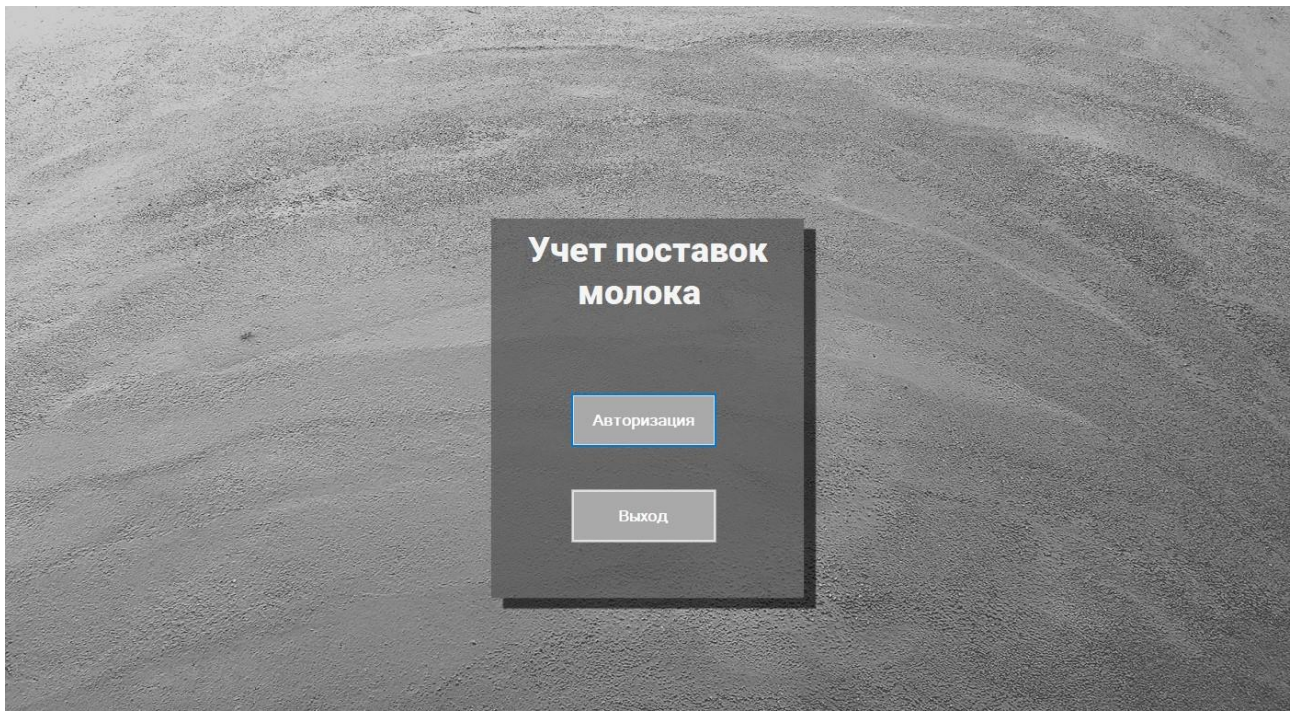 Учет поставок
молока
Авторизация
Выход